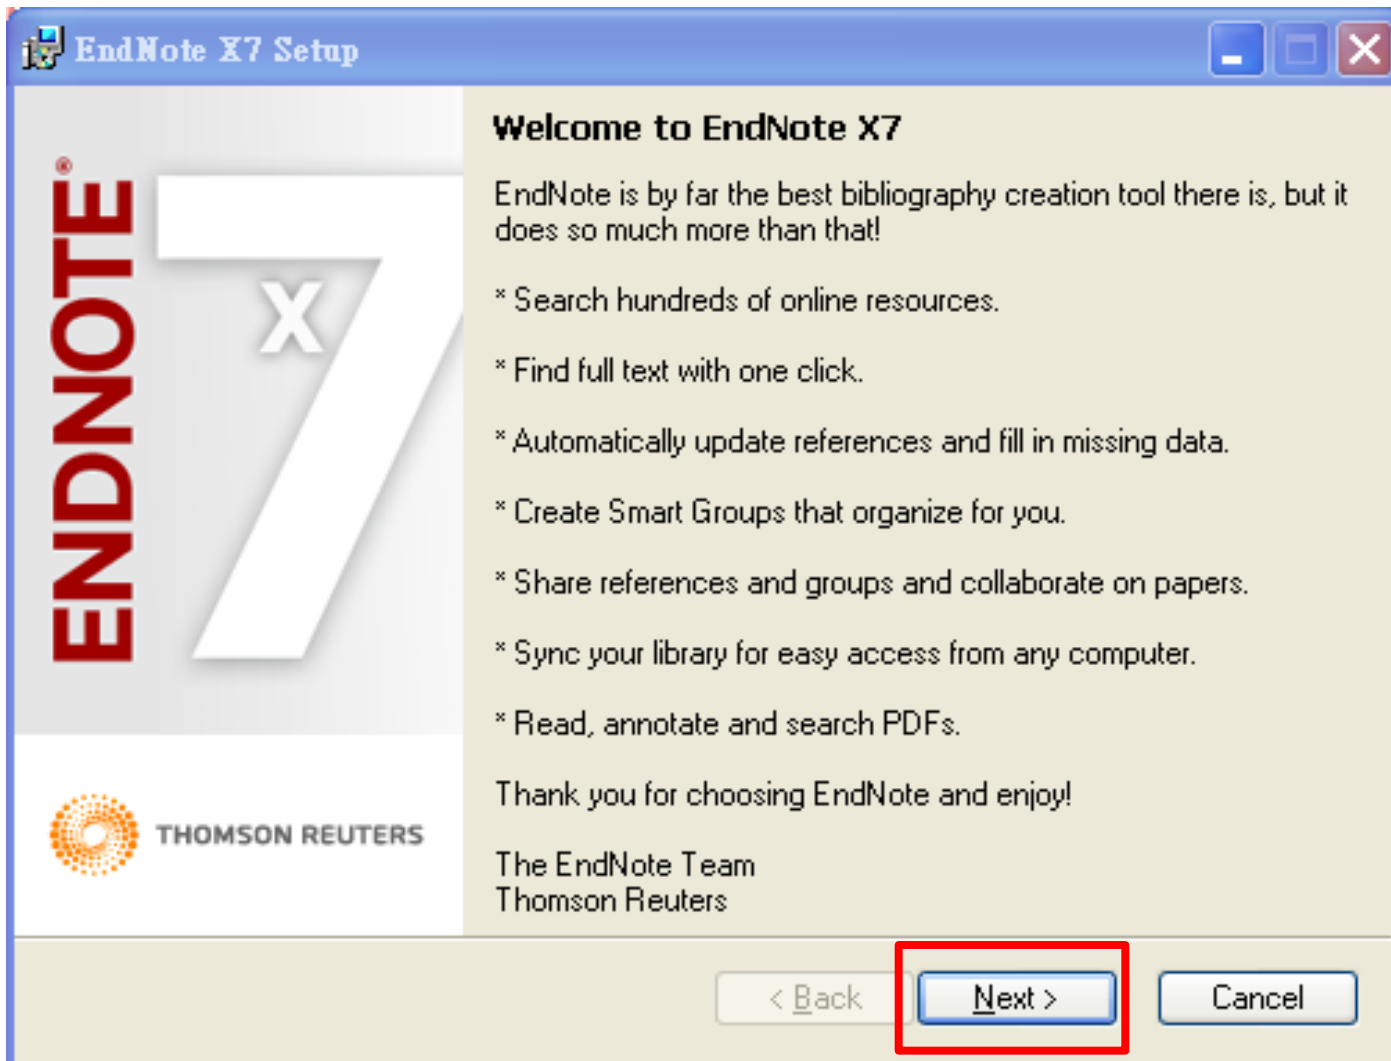 EndNote X7 Setup
ENDNOTE®
X7
THOMSON REUTERS
Welcome to EndNote X7
EndNote is by far the best bibliography creation tool there is, but it
does so much more than that!
* Search hundreds of online resources.
* Find full text with one click.
* Automatically update references and fill in missing data.
* Create Smart Groups that organize for you.
* Share references and groups and collaborate on papers.
* Sync your library for easy access from any computer.
* Read, annotate and search PDFs.
Thank you for choosing EndNote and enjoy!
The EndNote Team
Thomson Reuters
< Back
Next >
Cancel